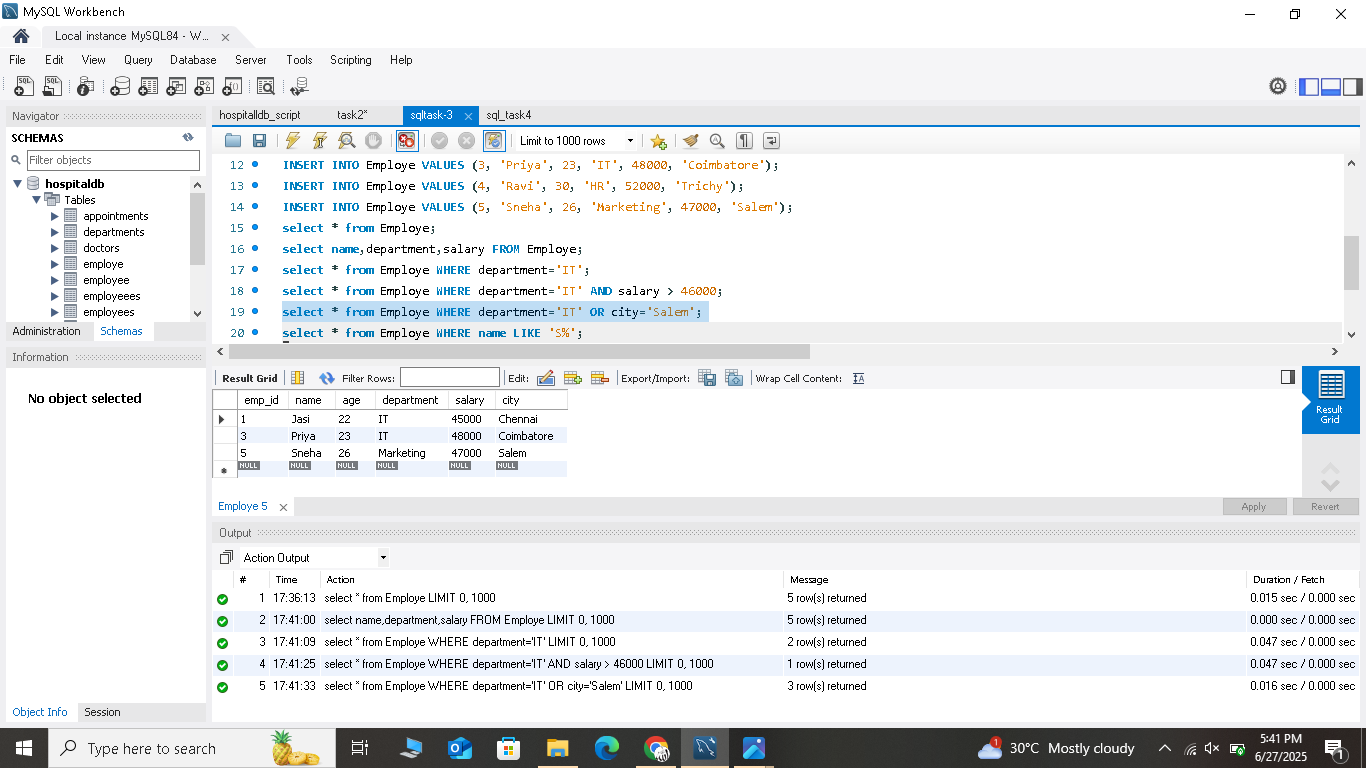 MySQL Workbench
Local instance MySQL84 - W... ×
File Edit View Query Database Server Tools Scripting Help
Navigator
SCHEMAS
Filter objects
hospitaldb
Tables
appointments
departments
doctors
employe
employee
employeees
employees
Administration Schemas
Information
No object selected
Object Info Session
hospitalldb_script task2* sqltask-3 × sql_task4
Limit to 1000 rows
12 INSERT INTO Employe VALUES (3, 'Priya', 23, 'IT', 48000, 'Coimbatore');
13 INSERT INTO Employe VALUES (4, 'Ravi', 30, 'HR', 52000, 'Trichy');
14 INSERT INTO Employe VALUES (5, 'Sneha', 26, 'Marketing', 47000, 'Salem');
15 select * from Employe;
16 select name,department,salary FROM Employe;
17 select * from Employe WHERE department='IT';
18 select * from Employe WHERE department='IT' AND salary > 46000;
19 select * from Employe WHERE department='IT' OR city='Salem';
20 select * from Employe WHERE name LIKE 'S%';
Result Grid Filter Rows: Edit: Export/Import: Wrap Cell Content:
emp_id name age department salary city
1 Jasi 22 IT 45000 Chennai
3 Priya 23 IT 48000 Coimbatore
5 Sneha 26 Marketing 47000 Salem
NULL NULL NULL NULL NULL NULL
Result
Grid
Employe 5 × Apply Revert
Output
Action Output
# Time Action Message Duration / Fetch
1 17:36:13 select * from Employe LIMIT 0, 1000 5 row(s) returned 0.015 sec / 0.000 sec
2 17:41:00 select name,department,salary FROM Employe LIMIT 0, 1000 5 row(s) returned 0.000 sec / 0.000 sec
3 17:41:09 select * from Employe WHERE department='IT' LIMIT 0, 1000 2 row(s) returned 0.047 sec / 0.000 sec
4 17:41:25 select * from Employe WHERE department='IT' AND salary > 46000 LIMIT 0, 1000 1 row(s) returned 0.047 sec / 0.000 sec
5 17:41:33 select * from Employe WHERE department='IT' OR city='Salem' LIMIT 0, 1000 3 row(s) returned 0.016 sec / 0.000 sec
Type here to search
1
30°C Mostly cloudy
5:41 PM
6/27/2025
1